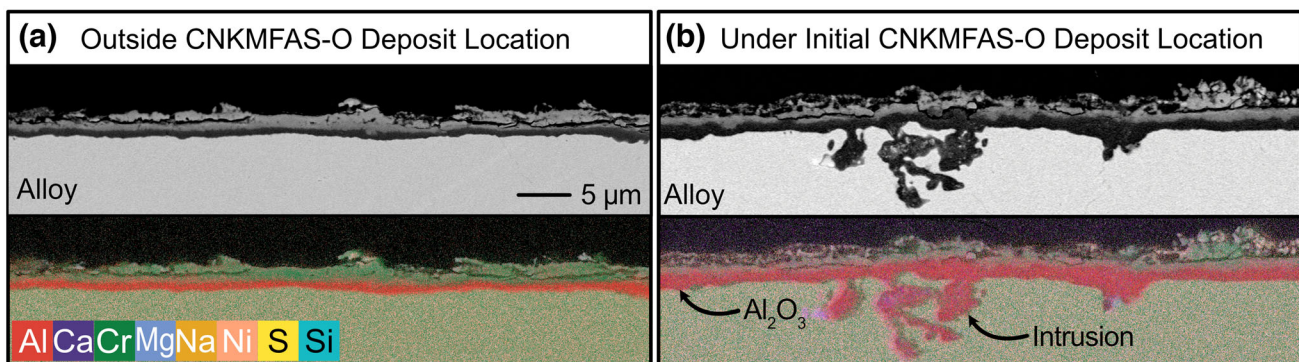 (a) Outside CNKMFAS-O Deposit Location
Alloy
5 µm
Al Ca Cr Mg Na Ni S Si
(b) Under Initial CNKMFAS-O Deposit Location
Alloy
Al₂O₃
Intrusion